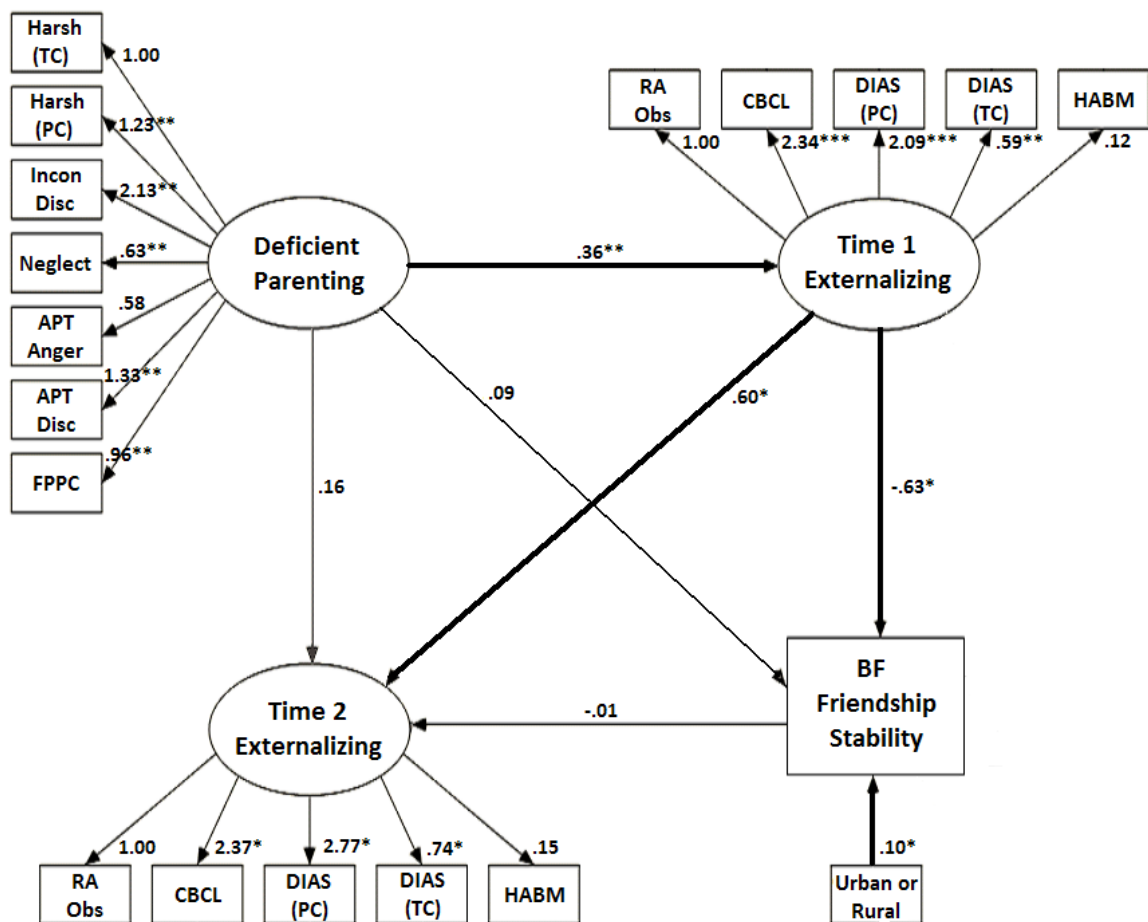 Harsh
(TC)
1.00
Harsh
(PC)
1.23**
Incon
Disc
2.13**
Neglect
.63**
APT
Anger
.58
APT
Disc
1.33**
FPPC
.96**
Deficient
Parenting
.36**
RA
Obs
CBCL
DIAS
(PC)
DIAS
(TC)
HABM
1.00
2.34***
2.09***
.59**
.12
Time 1
Externalizing
.09
.60*
.16
-.63*
BF
Friendship
Stability
-.01
Time 2
Externalizing
1.00
2.37*
2.77*
.74*
.15
RA
Obs
CBCL
DIAS
(PC)
DIAS
(TC)
HABM
.10*
Urban or
Rural